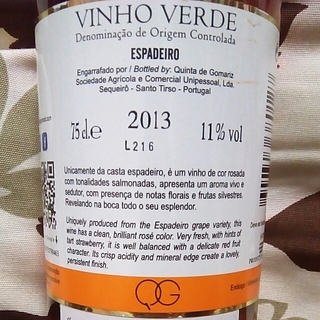 VINHO VERDE
Denominação de Origem Controlada
ESPADEIRO
Engarrafado por / Bottled by: Quinta de Gomariz
Sociedade Agrícola e Comercial Unipessoal, Lda.
Sequeirô - Santo Tirso - Portugal
75 cl.e 2013 11% vol
L216
Unicamente da casta espadeiro, é um vinho de cor rosada
com tonalidades salmonadas, apresenta um aroma vivo e
sedutor, com presença de notas florais e frutas silvestres.
Revelando na boca todo o seu esplendor.
Uniquely produced from the Espadeiro grape variety, this
wine has a clean, brilliant rosé color. Very fresh, with hints of
tart strawberry, it is well balanced with a delicate red fruit
character. Its crisp acidity and mineral edge create a lovely,
persistent finish.
QG